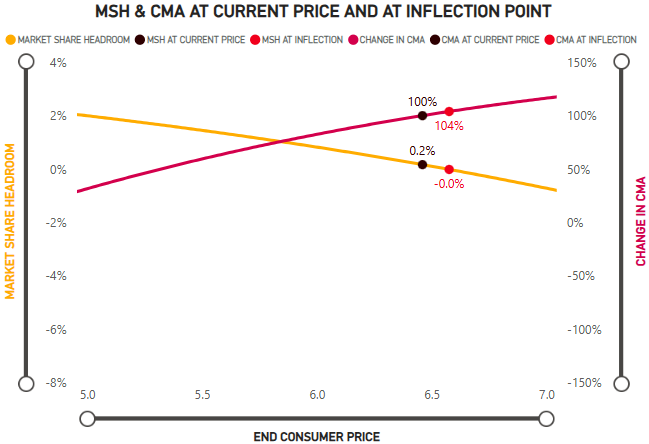 MSH & CMA AT CURRENT PRICE AND AT INFLECTION POINT
MARKET SHARE HEADROOM MSH AT CURRENT PRICE MSH AT INFLECTION CHANGE IN CMA CMA AT CURRENT PRICE CMA AT INFLECTION
4% 150%
100%
2% 100%
104%
0.2%
0% 50%
-0.0%
-2% 0%
-4% -50%
-6% -100%
-8% -150%
MARKET SHARE HEADROOM
CHANGE IN CMA
5.0 5.5 6.0 6.5 7.0
END CONSUMER PRICE